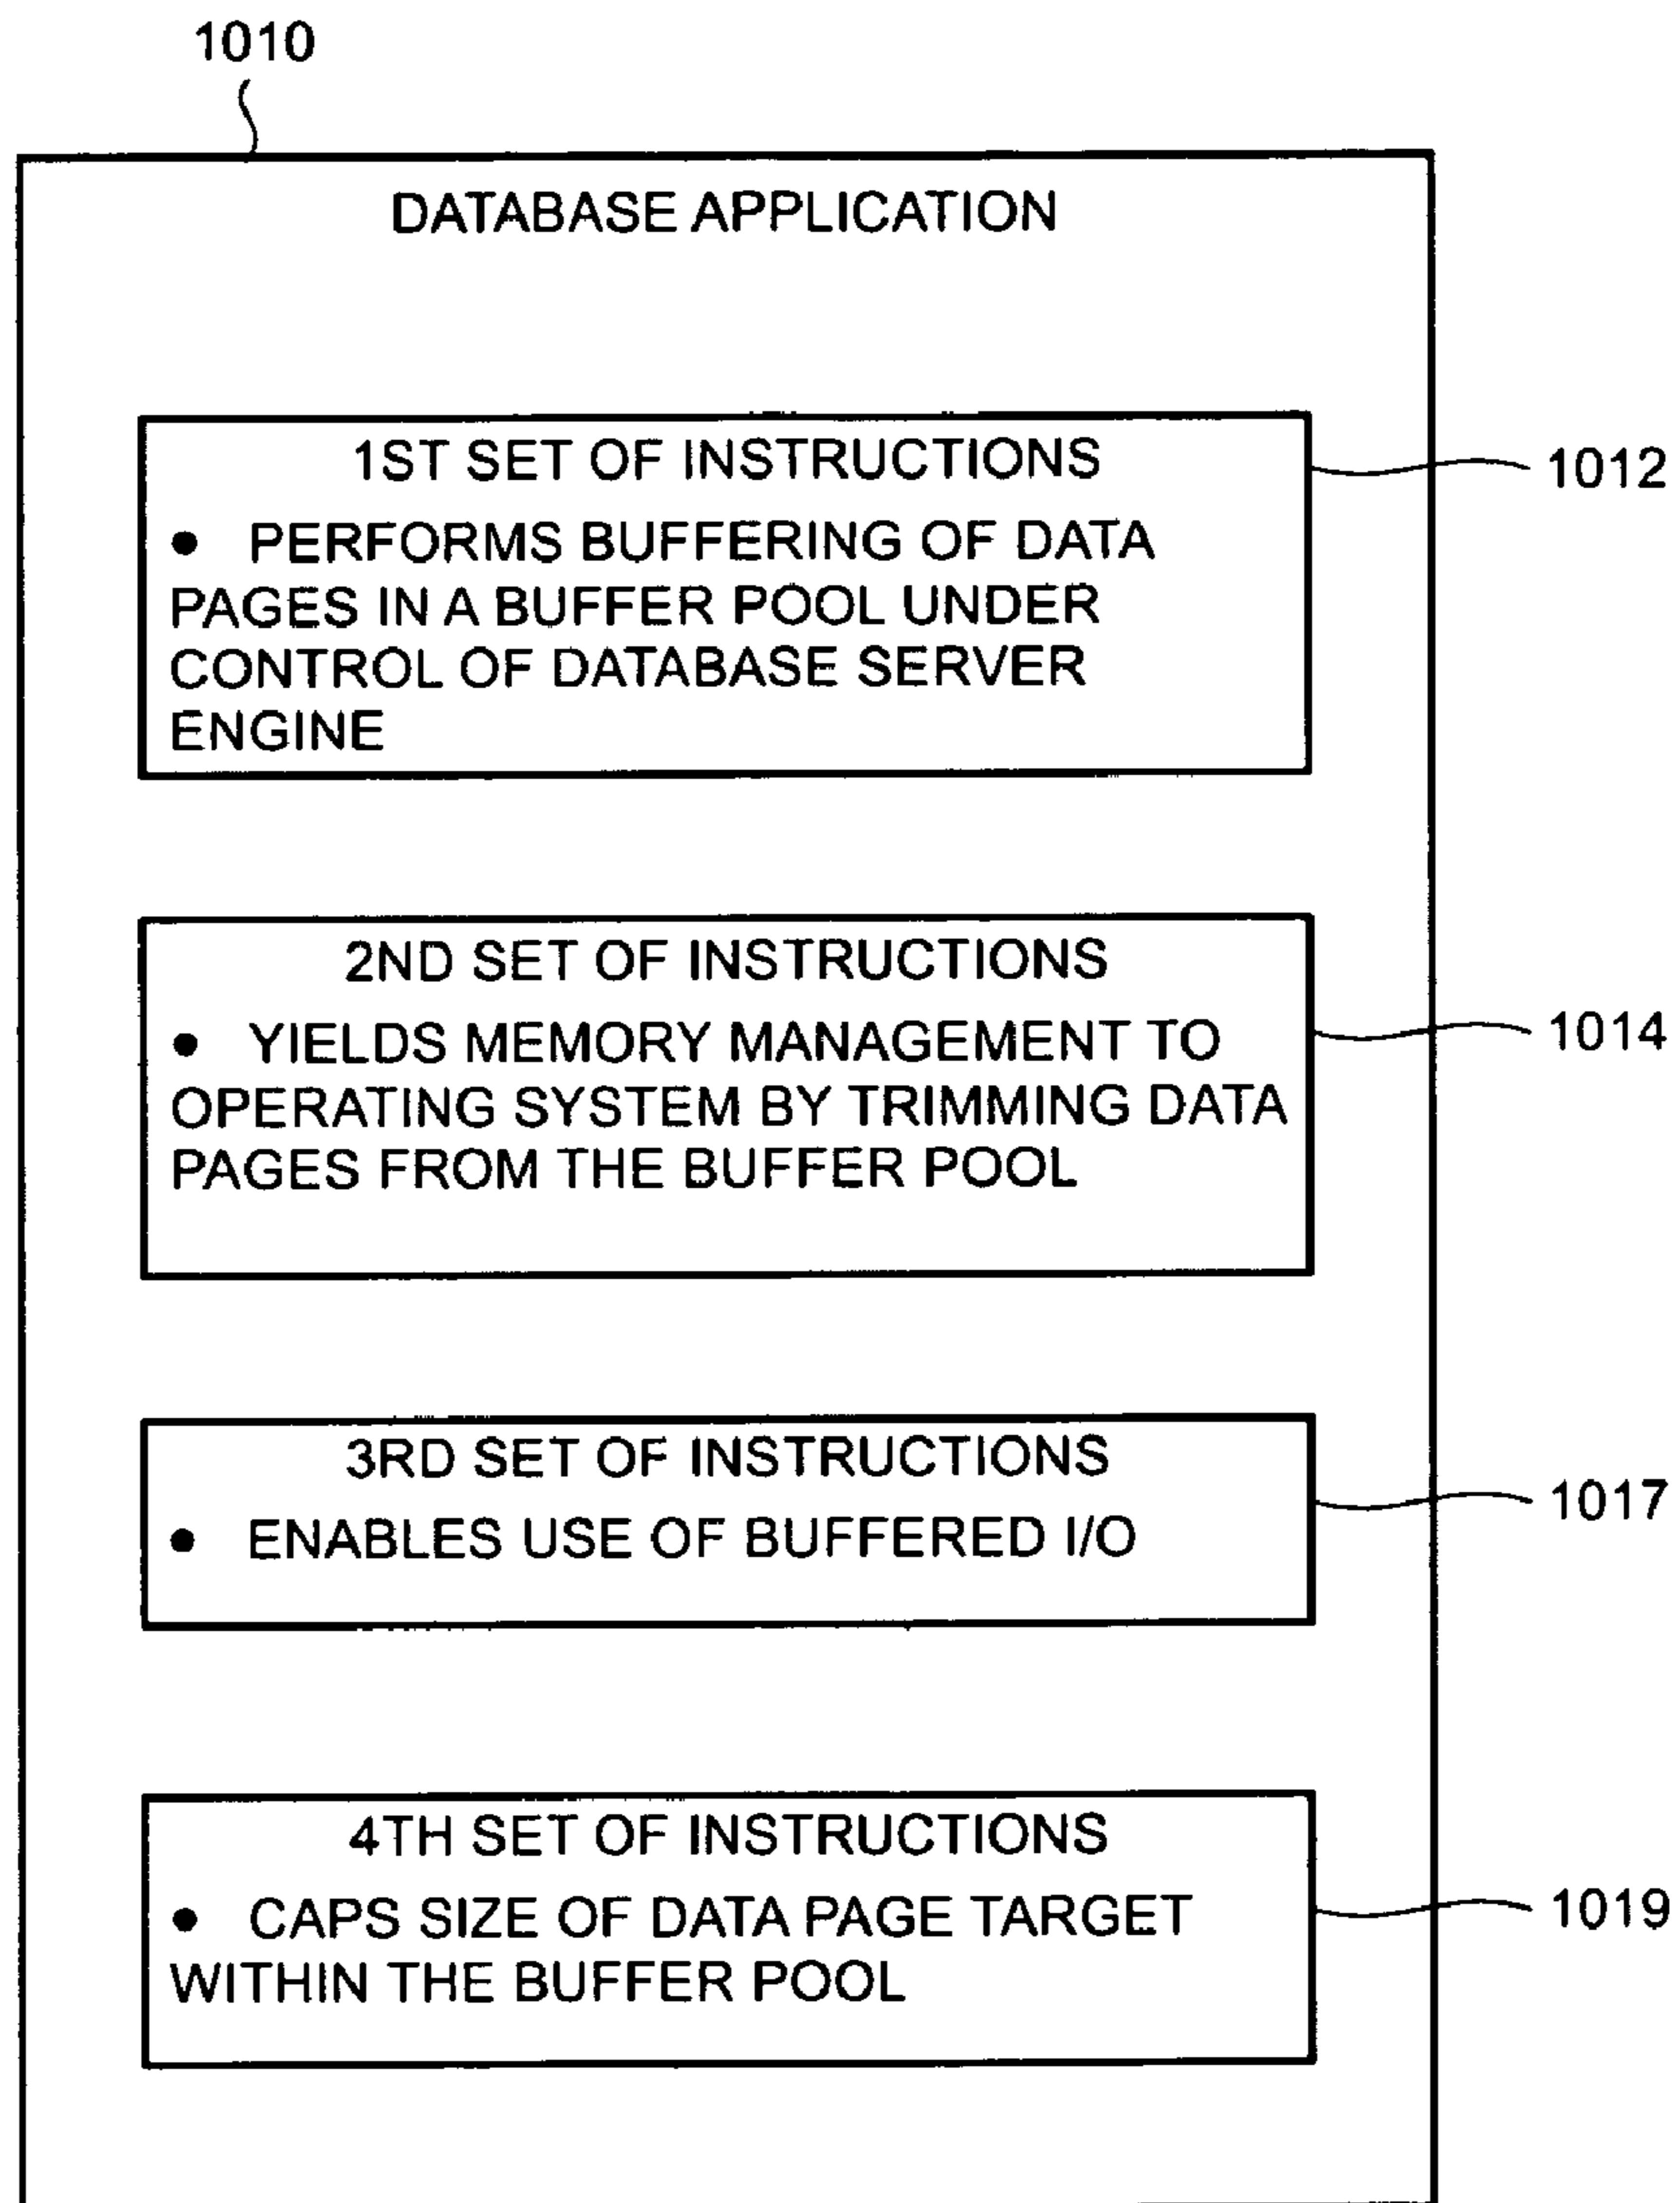 1010
DATABASE APPLICATION
1ST SET OF INSTRUCTIONS
1012
• PERFORMS BUFFERING OF DATA
PAGES IN A BUFFER POOL UNDER
CONTROL OF DATABASE SERVER
ENGINE
2ND SET OF INSTRUCTIONS
1014
• YIELDS MEMORY MANAGEMENT TO
OPERATING SYSTEM BY TRIMMING DATA
PAGES FROM THE BUFFER POOL
3RD SET OF INSTRUCTIONS
1017
• ENABLES USE OF BUFFERED I/O
4TH SET OF INSTRUCTIONS
1019
• CAPS SIZE OF DATA PAGE TARGET
WITHIN THE BUFFER POOL